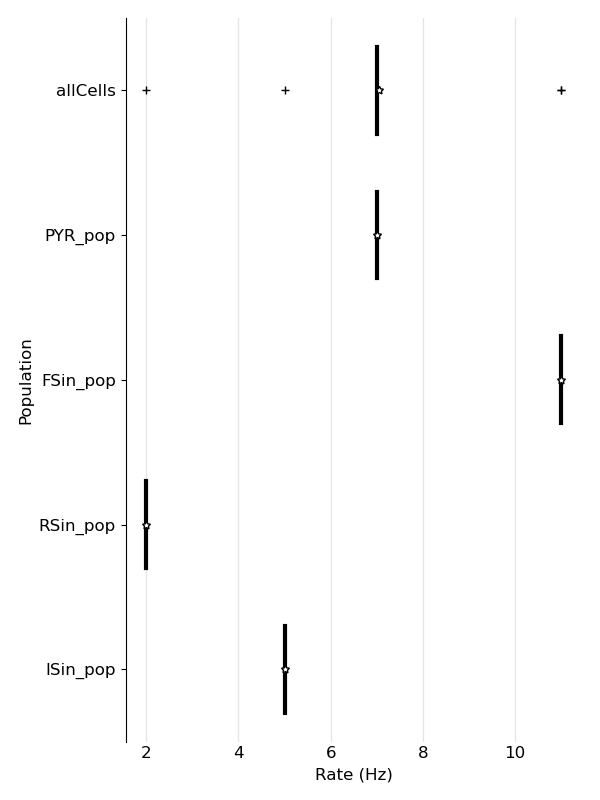 allCells
PYR_pop
FSin_pop
RSin_pop
ISin_pop
Population
2 4 6 8 10
Rate (Hz)